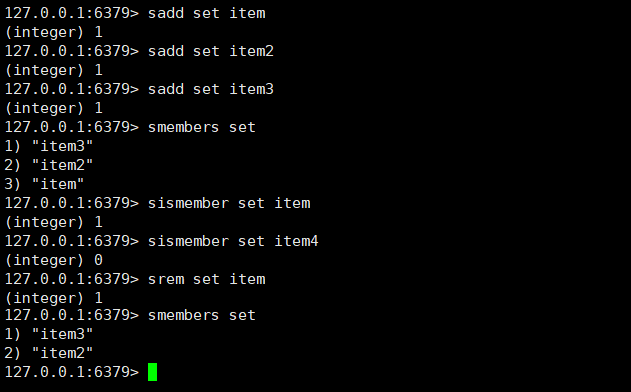 127.0.0.1:6379> sadd set item
(integer) 1
127.0.0.1:6379> sadd set item2
(integer) 1
127.0.0.1:6379> sadd set item3
(integer) 1
127.0.0.1:6379> smembers set
1) "item3"
2) "item2"
3) "item"
127.0.0.1:6379> sismember set item
(integer) 1
127.0.0.1:6379> sismember set item4
(integer) 0
127.0.0.1:6379> srem set item
(integer) 1
127.0.0.1:6379> smembers set
1) "item3"
2) "item2"
127.0.0.1:6379>